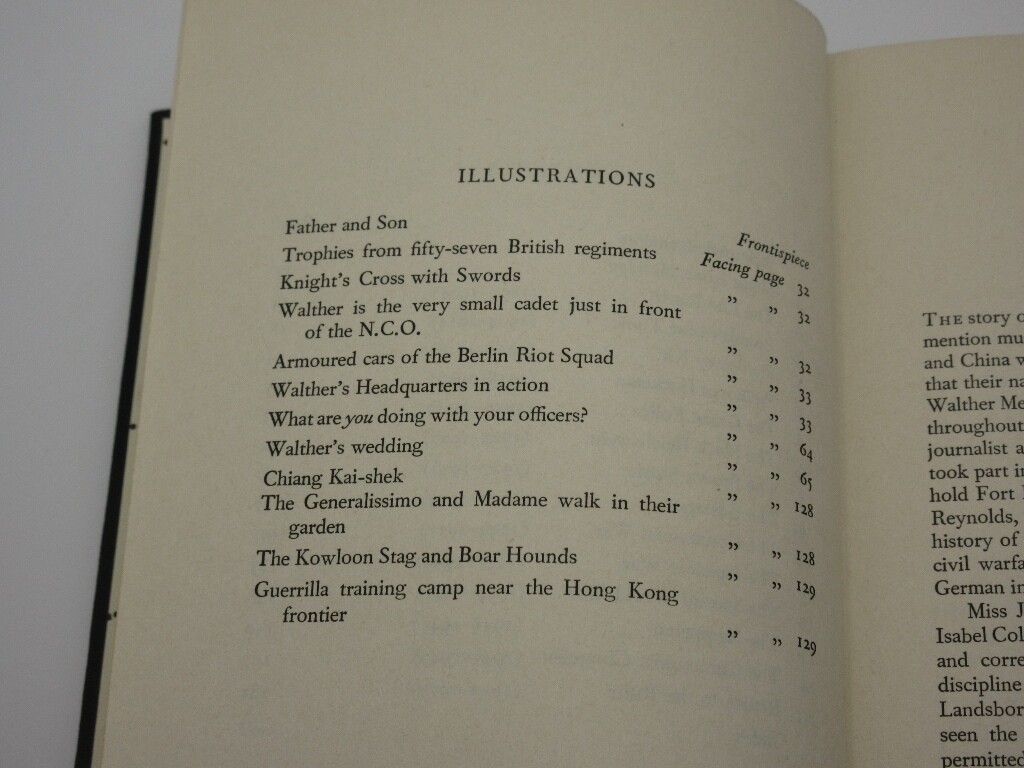 ILLUSTRATIONS
Father and Son Frontispiece
Trophies from fifty-seven British regiments Facing page 32
Knight's Cross with Swords " " 32
Walther is the very small cadet just in front
of the N.C.O. " " 32
Armoured cars of the Berlin Riot Squad " " 33
Walther's Headquarters in action " " 33
What are you doing with your officers? " " 64
Walther's wedding " " 65
Chiang Kai-shek " " 128
The Generalissimo and Madame walk in their
garden " " 128
The Kowloon Stag and Boar Hounds " " 129
Guerrilla training camp near the Hong Kong
frontier " " 129
THE story
mention
and China
that their
Walther
throughout
journalist
took part
hold Fort
Reynolds,
history of
civil
German
Miss
Isabel
and
discipline
seen the
permitted